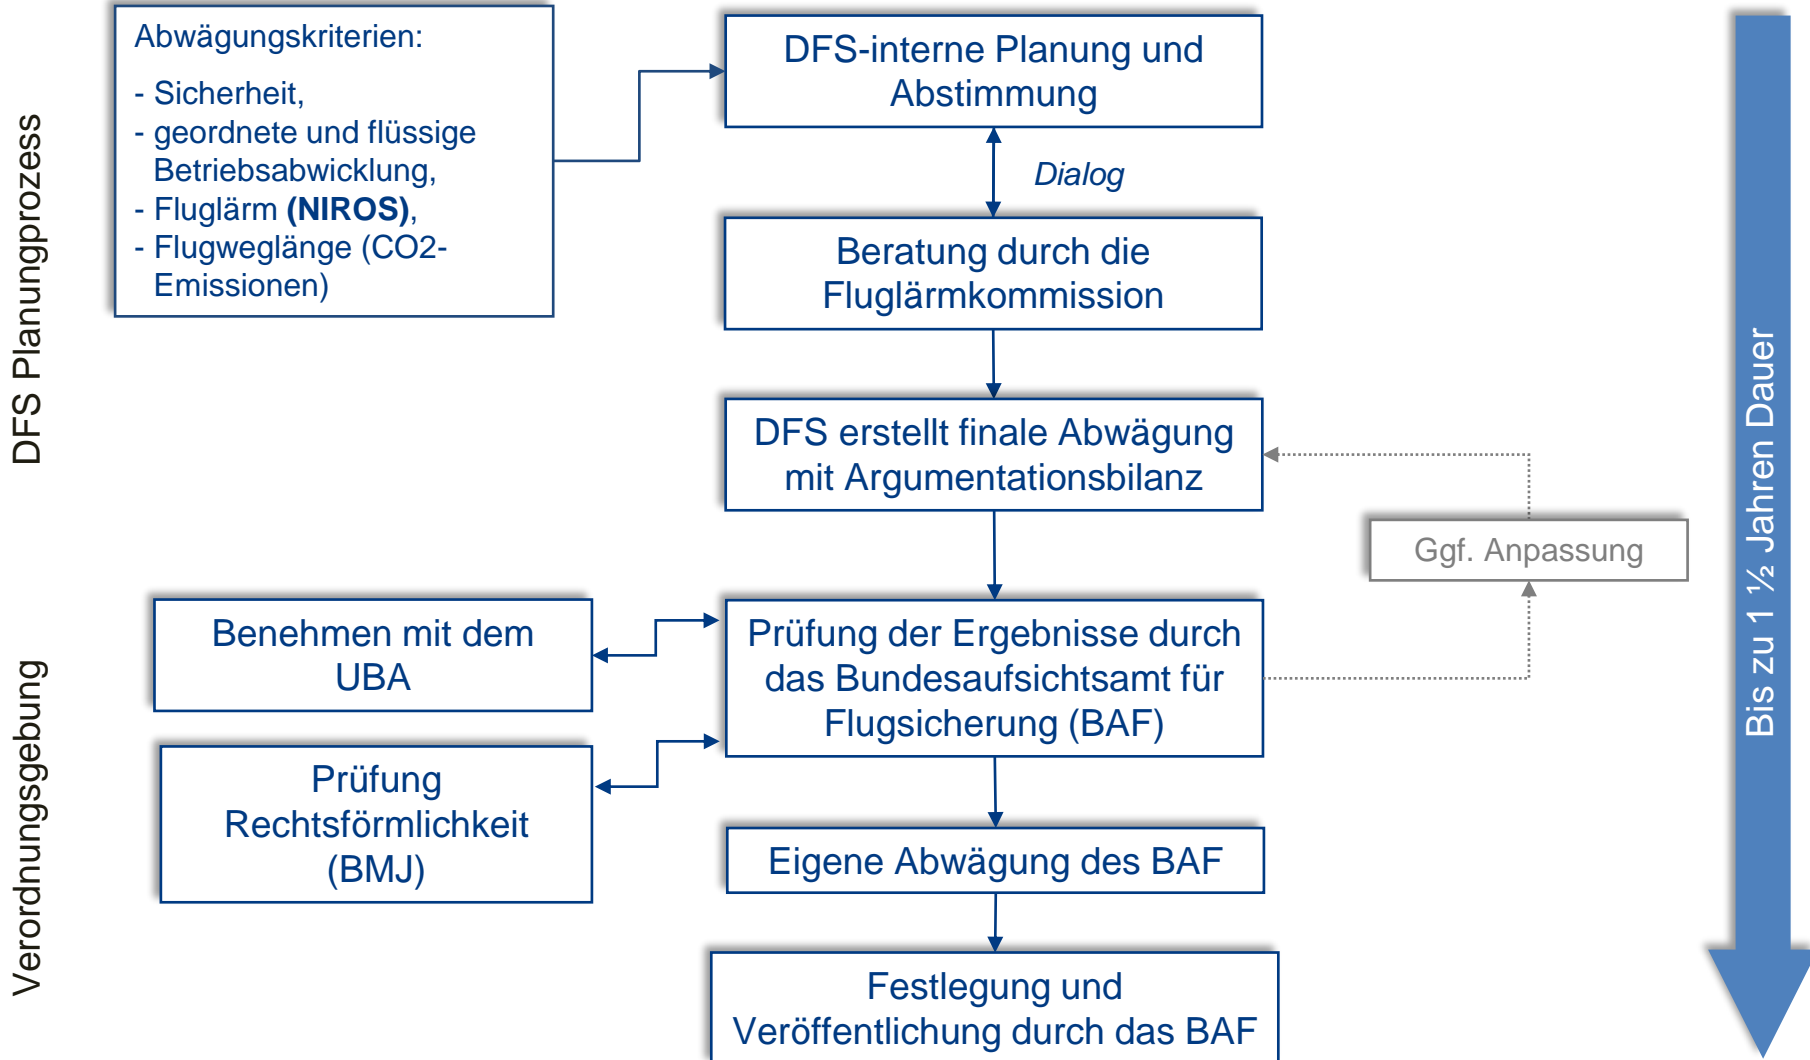 DFS Planungprozess
Abwägungskriterien:
- Sicherheit,
- geordnete und flüssige
Betriebsabwicklung,
- Fluglärm (NIROS),
- Flugweglänge (CO2-
Emissionen)
DFS-interne Planung und
Abstimmung
Dialog
Beratung durch die
Fluglärmkommission
DFS erstellt finale Abwägung
mit Argumentationsbilanz
Ggf. Anpassung
Bis zu 1 ½ Jahren Dauer
Verordnungsgebung
Benehmen mit dem
UBA
Prüfung
Rechtsförmlichkeit
(BMJ)
Prüfung der Ergebnisse durch
das Bundesaufsichtsamt für
Flugsicherung (BAF)
Eigene Abwägung des BAF
Festlegung und
Veröffentlichung durch das BAF